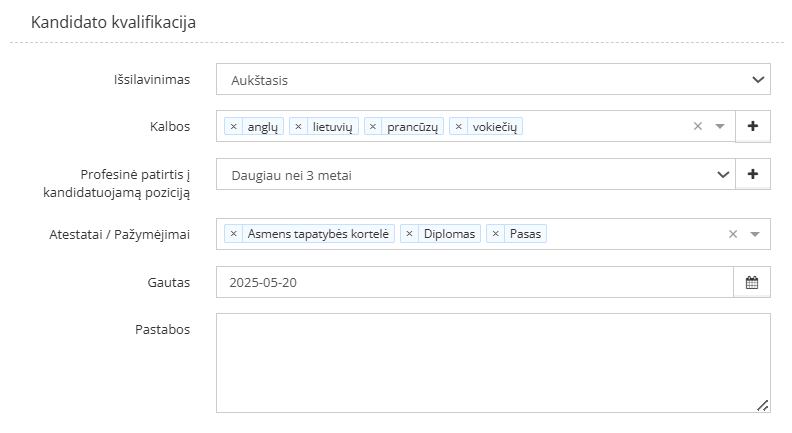 Kandidato kvalifikacija
Išsilavinimas
Aukštasis
Kalbos
× anglų × lietuvių × prancūzų × vokiečių
Profesinė patirtis į
kandidatuojamą poziciją
Daugiau nei 3 metai
Atestatai / Pažymėjimai
× Asmens tapatybės kortelė × Diplomas × Pasas
Gautas
2025-05-20
Pastabos